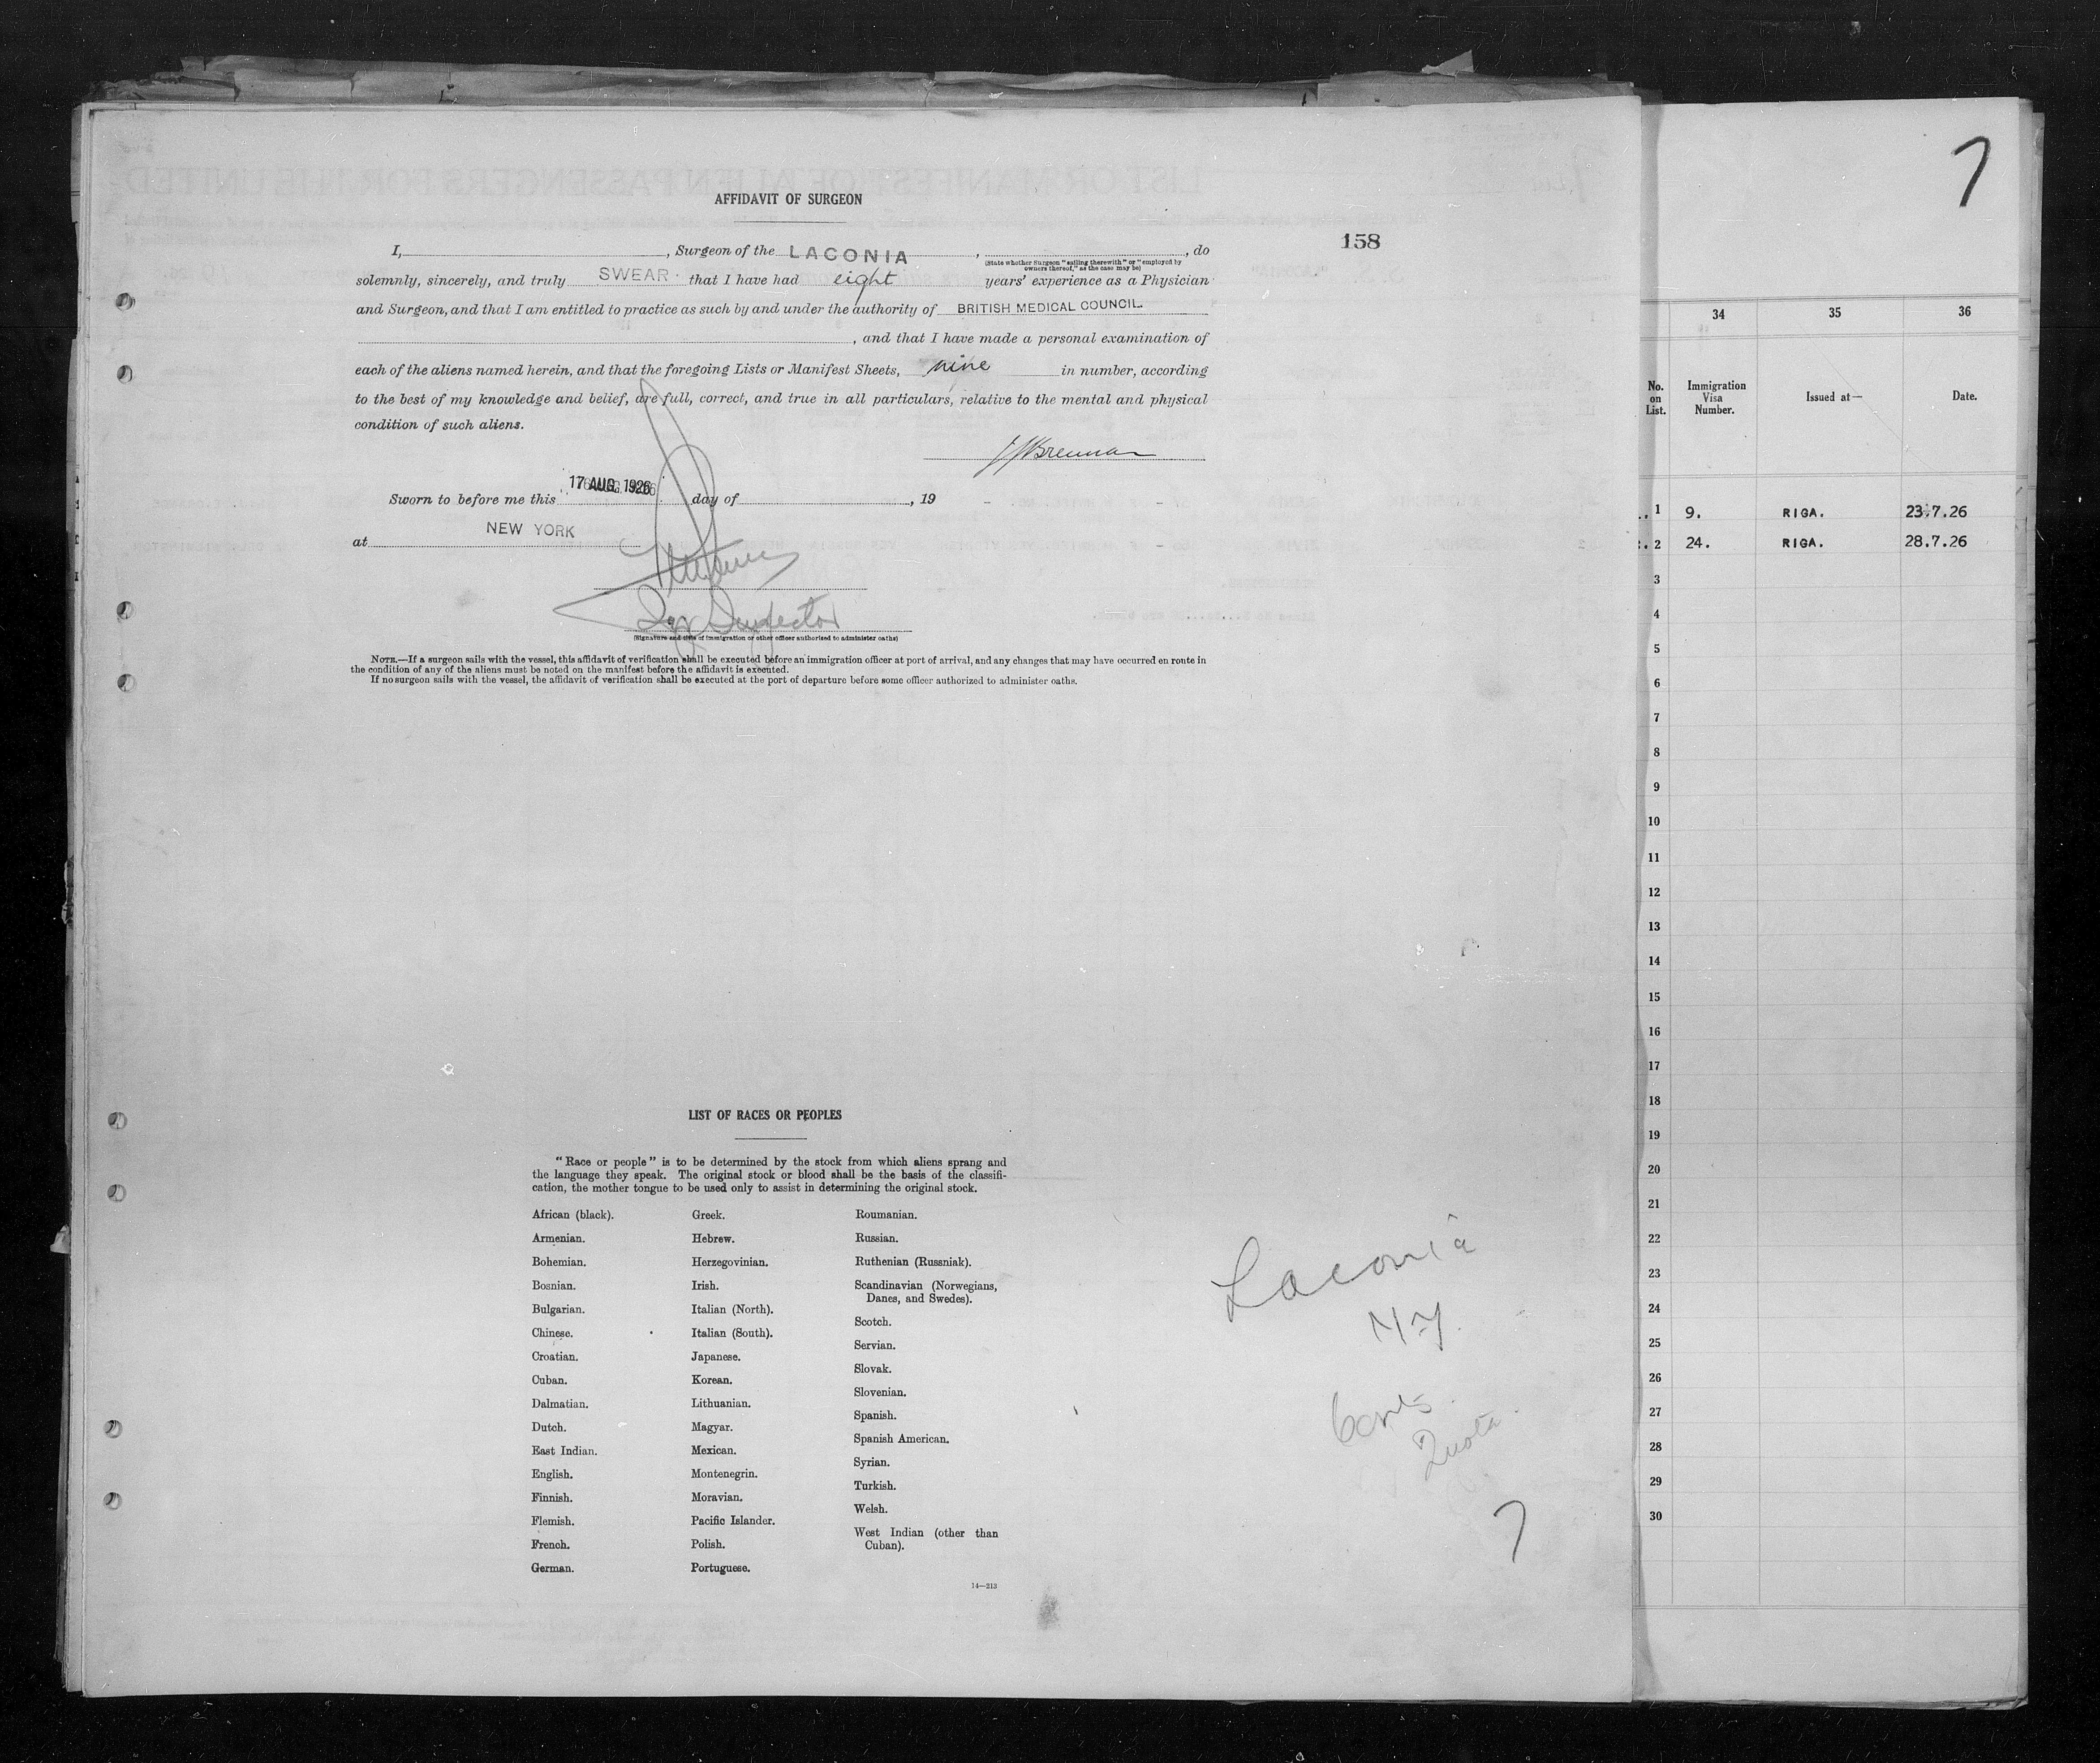 AFFIDAVIT OF SURGEON
158
7
I, , Surgeon of the LACONIA , , do
(State whether Surgeon "sailing therewith" or "employed by
owners thereof," as the case may be)
solemnly, sincerely, and truly SWEAR that I have had eight years' experience as a Physician
and Surgeon, and that I am entitled to practice as such by and under the authority of BRITISH MEDICAL COUNCIL.
, and that I have made a personal examination of
each of the aliens named herein, and that the foregoing Lists or Manifest Sheets, nine in number, according
to the best of my knowledge and belief, are full, correct, and true in all particulars, relative to the mental and physical
condition of such aliens.
Brennan
Sworn to before me this 17 AUG. 1926 day of , 19
at NEW YORK
Inspector
(Signature and title of immigration or other officer authorized to administer oaths)
NOTE.—If a surgeon sails with the vessel, this affidavit of verification shall be executed before an immigration officer at port of arrival, and any changes that may have occurred en route in
the condition of any of the aliens must be noted on the manifest before the affidavit is executed.
If no surgeon sails with the vessel, the affidavit of verification shall be executed at the port of departure before some officer authorized to administer oaths.
LIST OF RACES OR PEOPLES
"Race or people" is to be determined by the stock from which aliens sprang and
the language they speak. The original stock or blood shall be the basis of the classifi-
cation, the mother tongue to be used only to assist in determining the original stock.
African (black).
Armenian.
Bohemian.
Bosnian.
Bulgarian.
Chinese.
Croatian.
Cuban.
Dalmatian.
Dutch.
East Indian.
English.
Finnish.
Flemish.
French.
German.
Greek.
Hebrew.
Herzegovinian.
Irish.
Italian (North).
Italian (South).
Japanese.
Korean.
Lithuanian.
Magyar.
Mexican.
Montenegrin.
Moravian.
Pacific Islander.
Polish.
Portuguese.
Roumanian.
Russian.
Ruthenian (Russniak).
Scandinavian (Norwegians,
Danes, and Swedes).
Scotch.
Servian.
Slovak.
Slovenian.
Spanish.
Spanish American.
Syrian.
Turkish.
Welsh.
West Indian (other than
Cuban).
14—213
Laconia
NY.
Quota
7
34 35 36
No. on List. Immigration Visa Number. Issued at— Date.
1 9. RIGA. 23.7.26
2 24. RIGA. 28.7.26
3
4
5
6
7
8
9
10
11
12
13
14
15
16
17
18
19
20
21
22
23
24
25
26
27
28
29
30